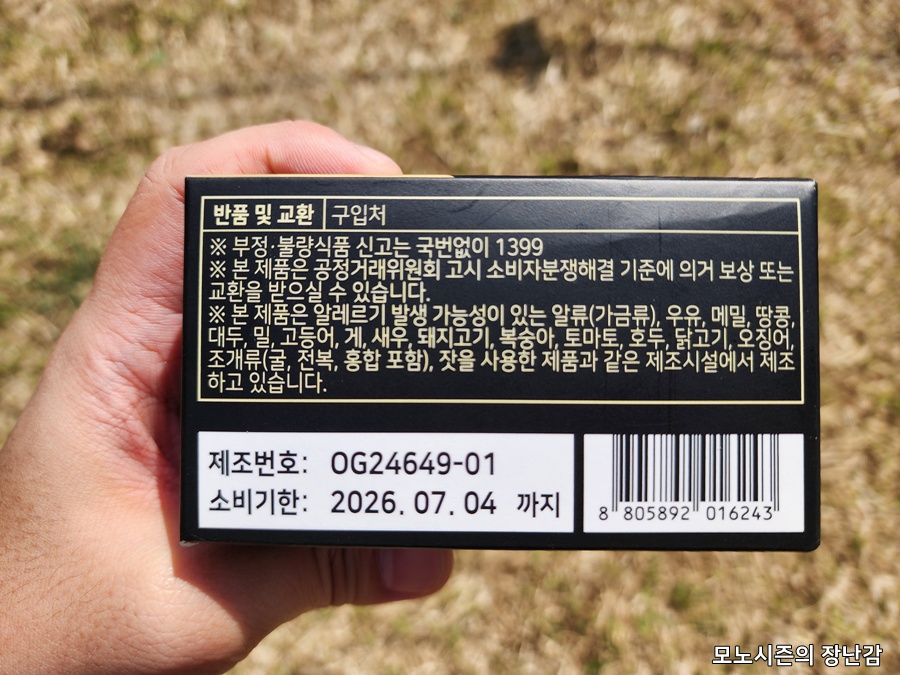 반품 및 교환 구입처
※ 부정·불량식품 신고는 국번없이 1399
※ 본 제품은 공정거래위원회 고시 소비자분쟁해결 기준에 의거 보상 또는
교환을 받으실 수 있습니다.
※ 본 제품은 알레르기 발생 가능성이 있는 알류(가금류), 우유, 메밀, 땅콩,
대두, 밀, 고등어, 게, 새우, 돼지고기, 복숭아, 토마토, 호두, 닭고기, 오징어,
조개류(굴, 전복, 홍합 포함), 잣을 사용한 제품과 같은 제조시설에서 제조
하고 있습니다.
제조번호: OG24649-01
소비기한: 2026.07.04 까지
8 805892 016243
모노시즌의 장난감